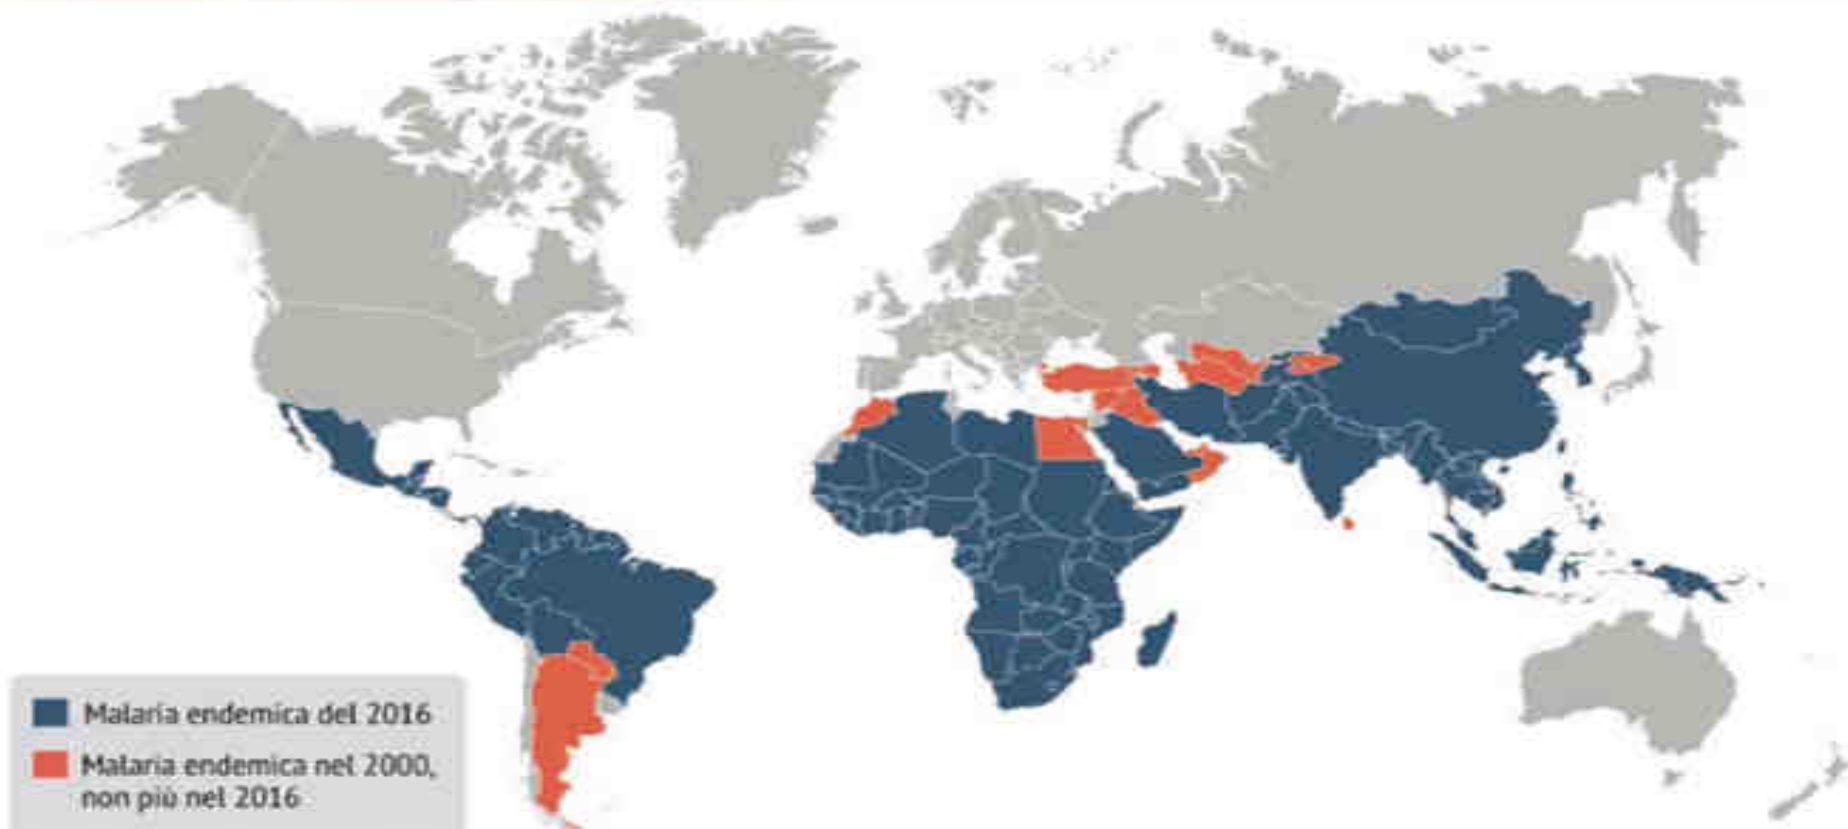 Malaria endemica del 2016
Malaria endemica nel 2000,
non più nel 2016